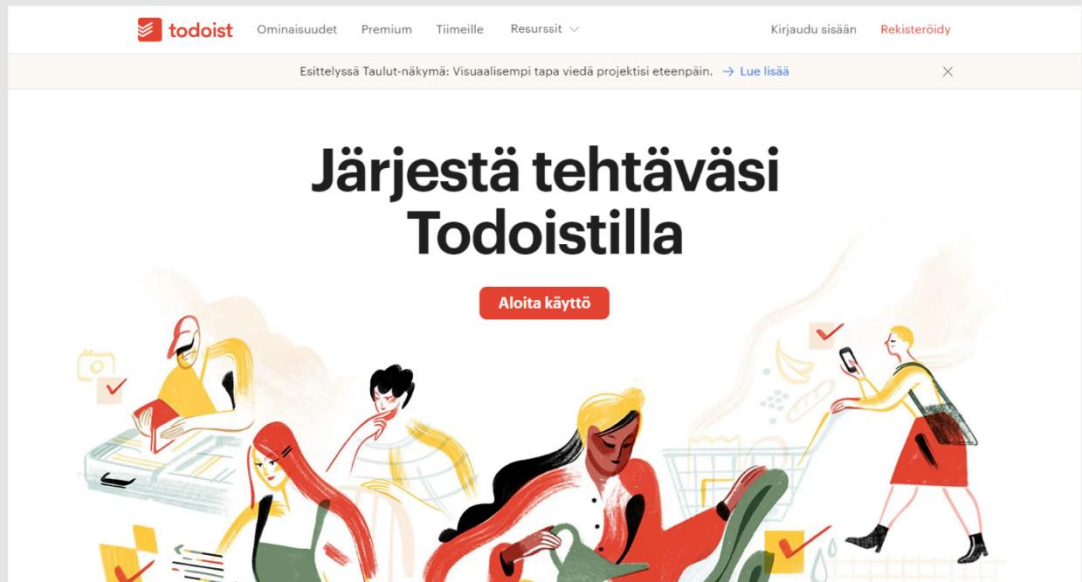 todoist
Ominaisuudet
Premium
Tiimeille
Resurssit
Kirjaudu sisään
Rekisteröidy
Esittelyssä Taulut-näkymä: Visuaalisempi tapa viedä projektisi eteenpäin. → Lue lisää
Järjestä tehtäväsi
Todoistilla
Aloita käyttö